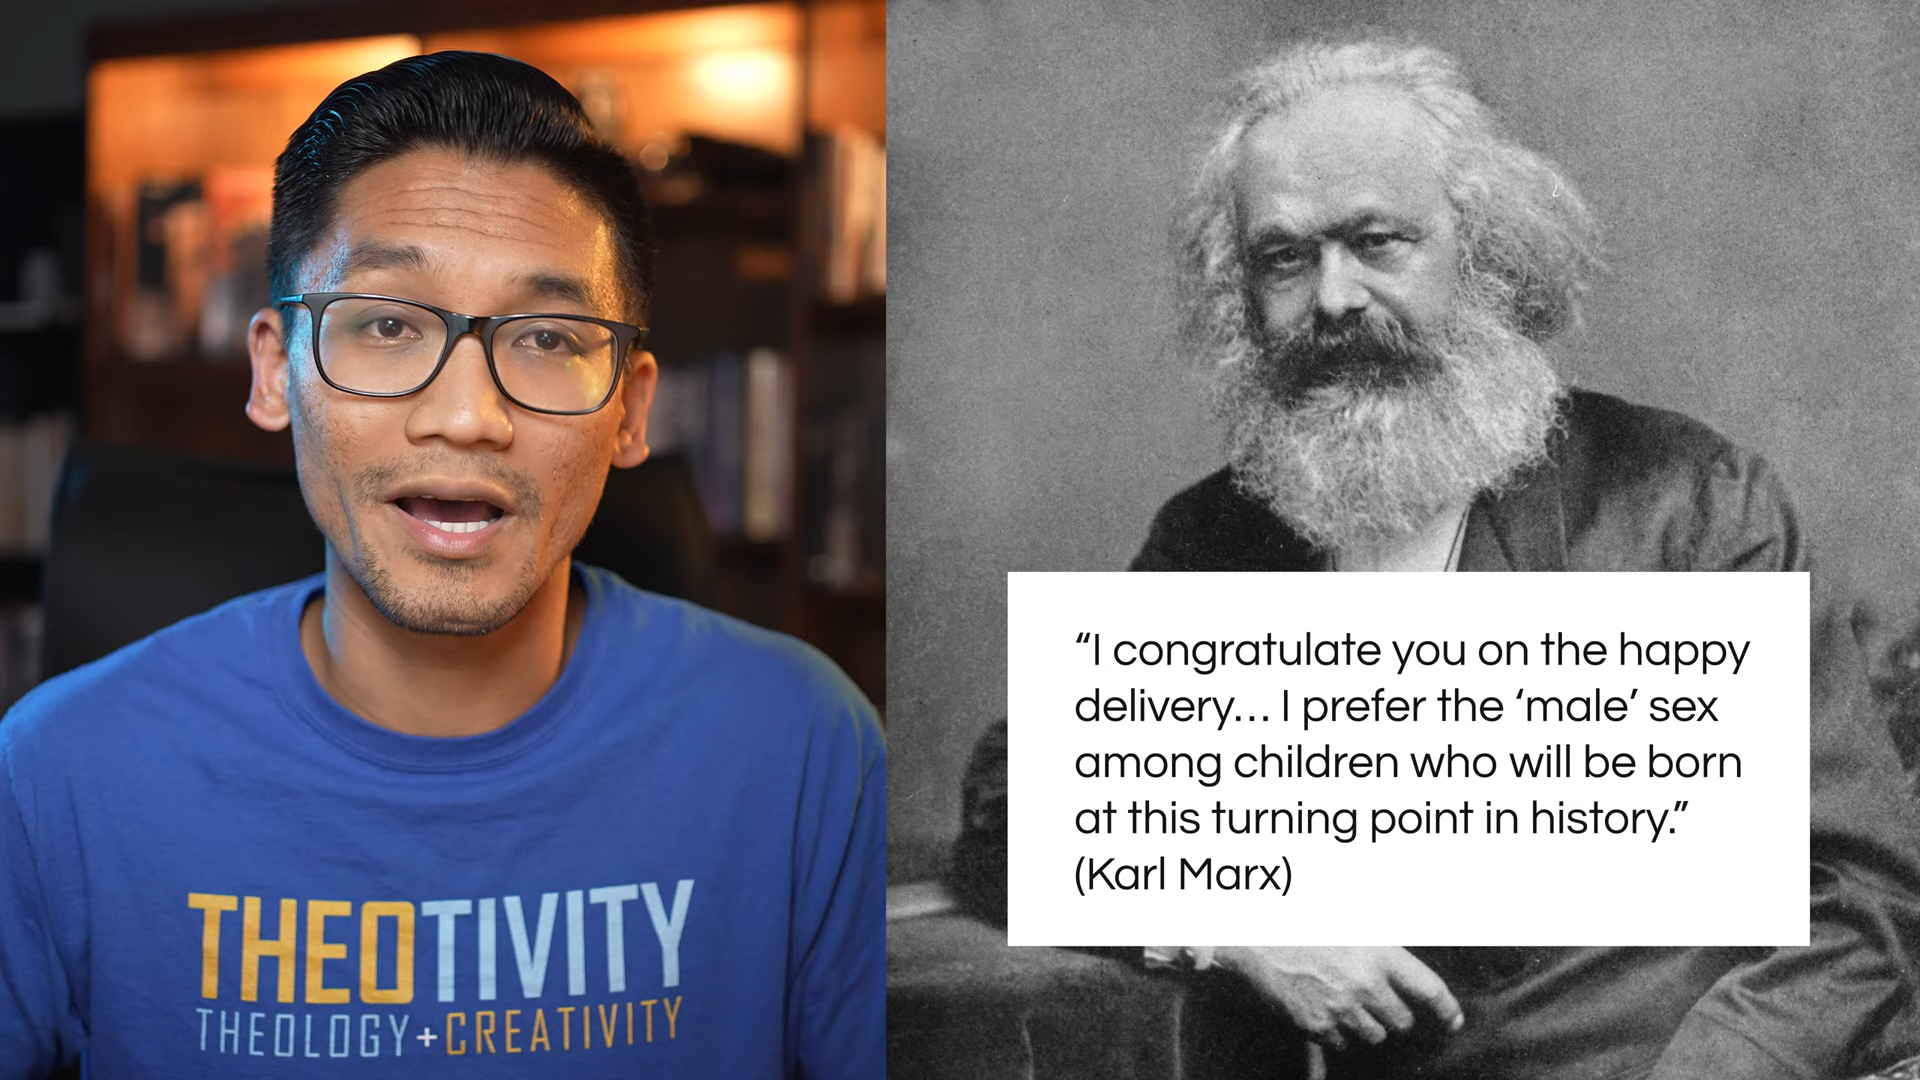 THEOTIVITY
THEOLOGY+CREATIVITY
“I congratulate you on the happy
delivery... I prefer the ‘male’ sex
among children who will be born
at this turning point in history.”
(Karl Marx)